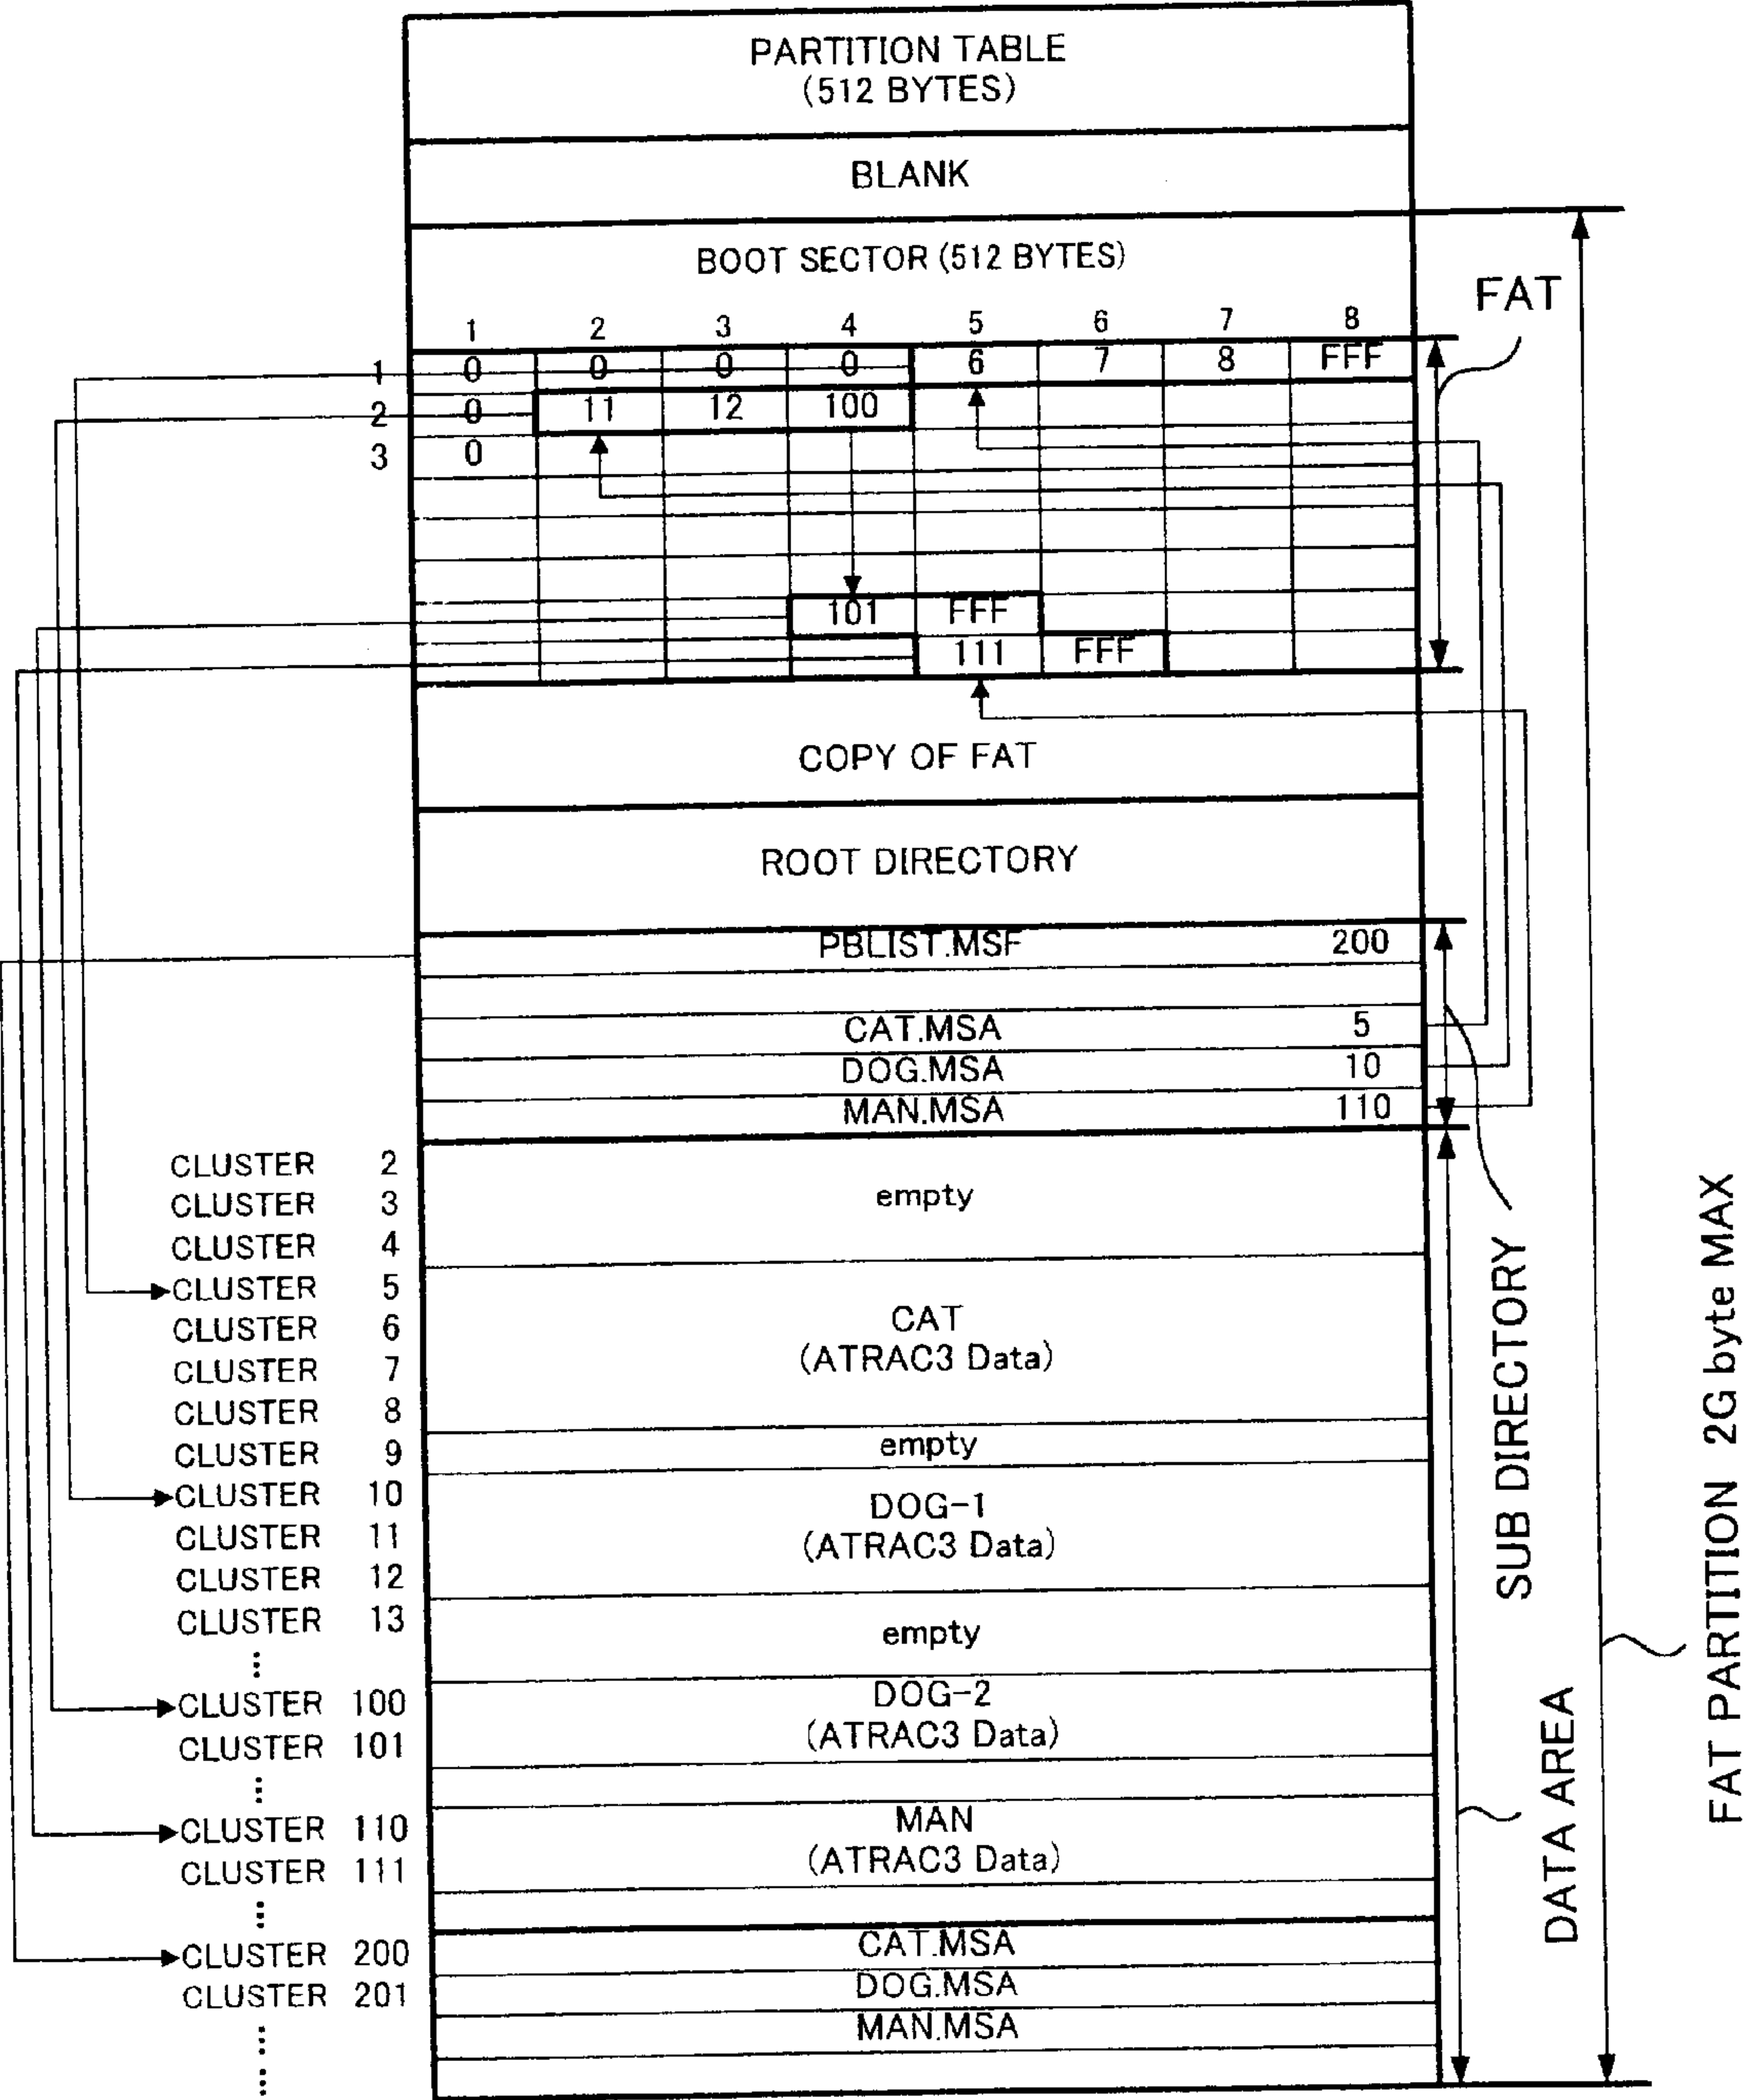 PARTITION TABLE
(512 BYTES)
BLANK
BOOT SECTOR (512 BYTES)
FAT
1 2 3 4 5 6 7 8
1 0 0 0 0 6 7 8 FFF
2 0 11 12 100
3 0
101 FFF
111 FFF
COPY OF FAT
ROOT DIRECTORY
PBLIST.MSF 200
CAT.MSA 5
DOG.MSA 10
MAN.MSA 110
CLUSTER 2
CLUSTER 3
empty
CLUSTER 4
CLUSTER 5
CLUSTER 6
CAT
(ATRAC3 Data)
CLUSTER 7
CLUSTER 8
CLUSTER 9
empty
CLUSTER 10
DOG-1
CLUSTER 11
(ATRAC3 Data)
CLUSTER 12
CLUSTER 13
empty
⋮
CLUSTER 100
DOG-2
(ATRAC3 Data)
CLUSTER 101
⋮
CLUSTER 110
MAN
(ATRAC3 Data)
CLUSTER 111
⋮
CLUSTER 200
CAT.MSA
CLUSTER 201
DOG.MSA
MAN.MSA
⋮
⋮
SUB DIRECTORY
DATA AREA
FAT PARTITION 2G byte MAX